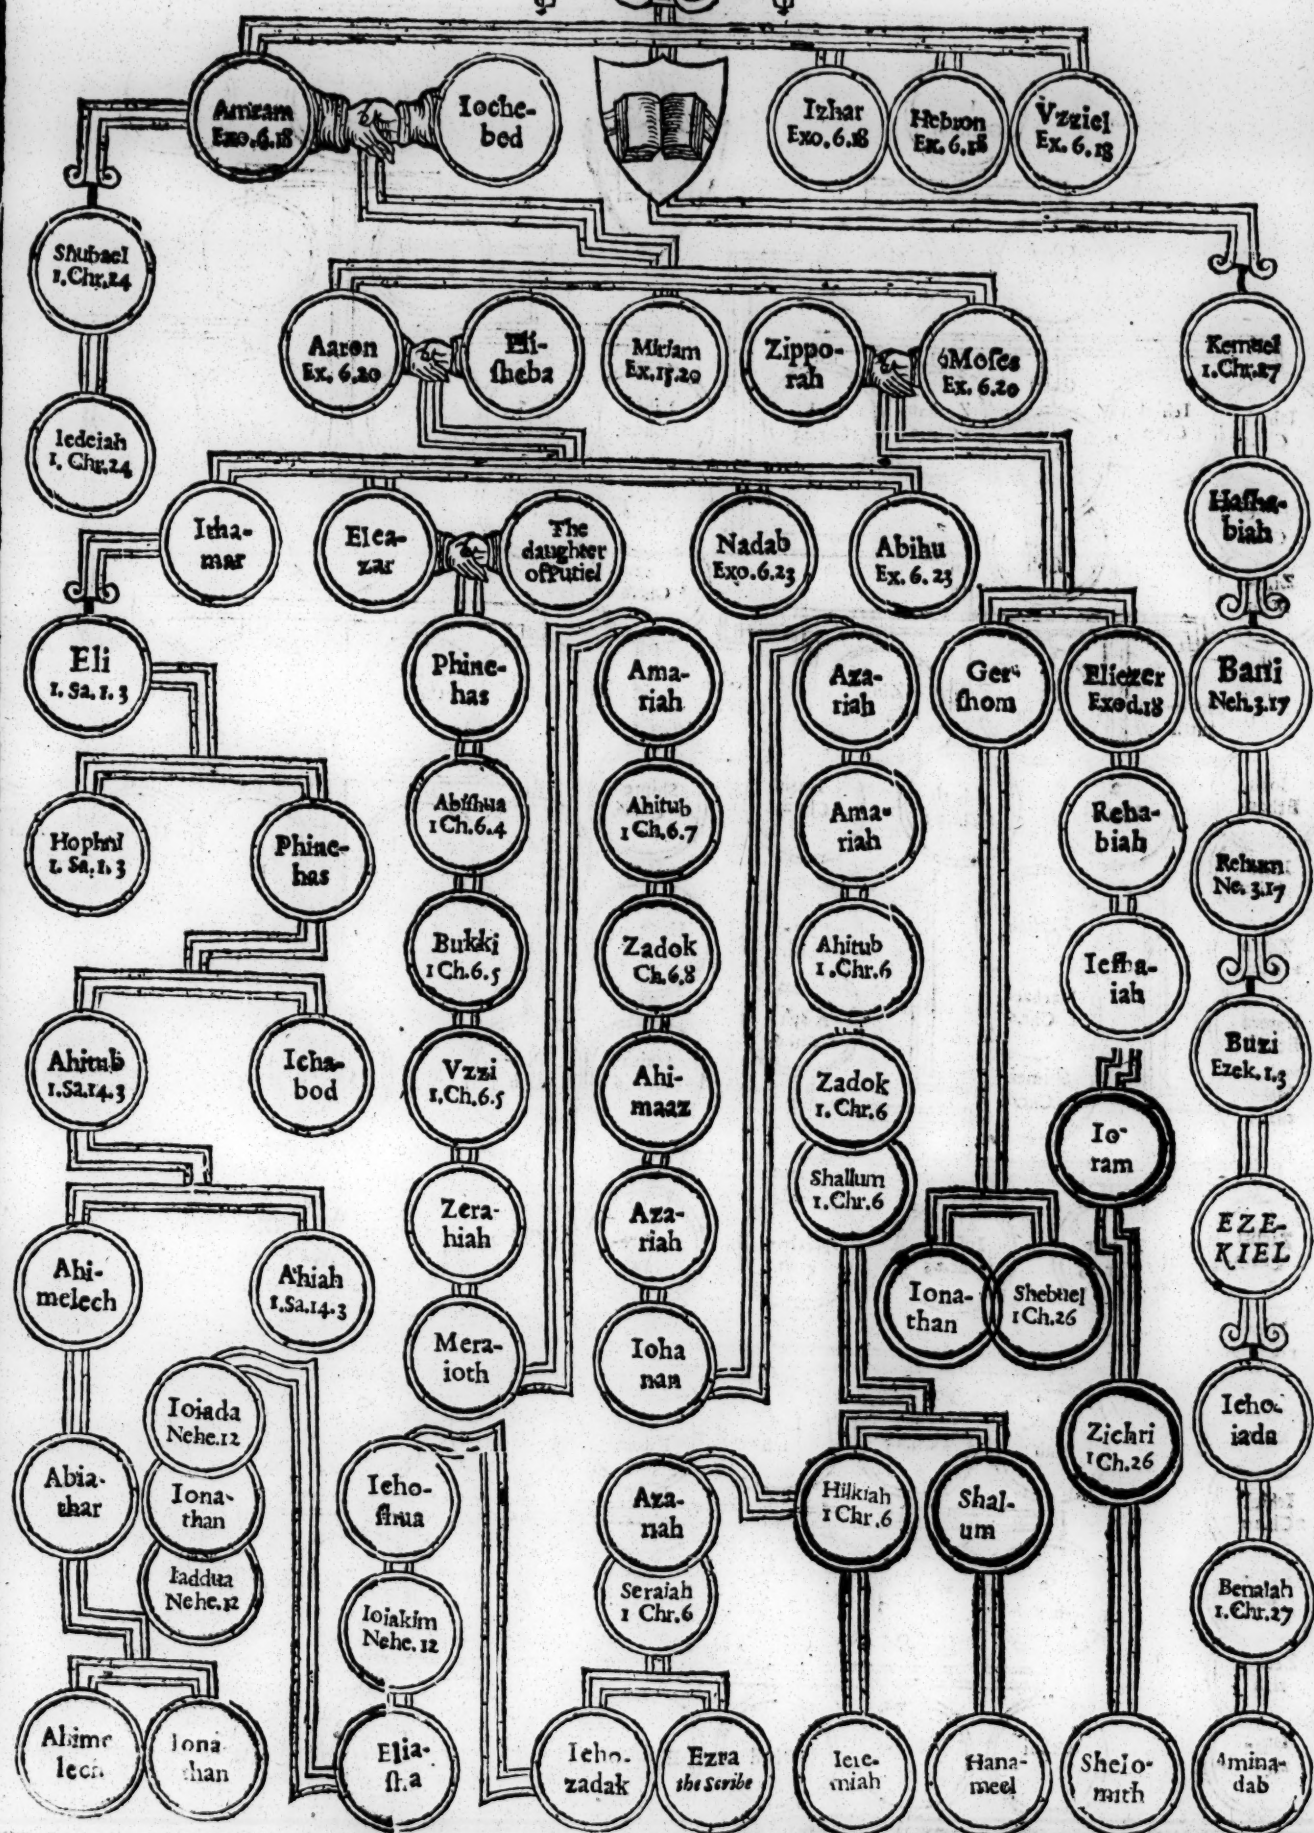 Amram
Exo.6.18
Ioche-
bed
Izhar
Exo.6.18
Hebron
Ex.6.18
Vzziel
Ex.6.18
Shubael
1.Chr.24
Aaron
Ex.6.20
Eli-
ſheba
Miriam
Ex.15.20
Zippo-
rah
Moſes
Ex.6.20
Kemuel
1.Chr.27
Iedeiah
1.Chr.24
Itha-
mar
Elea-
zar
The
daughter
of Putiel
Nadab
Exo.6.23
Abihu
Ex.6.23
Haſha-
biah
Eli
1.Sa.1.3
Phine-
has
Ama-
riah
Aza-
riah
Ger-
ſhom
Eliezer
Exod.18
Bani
Neh.3.17
Hophni
1.Sa.1.3
Phine-
has
Abiſhua
1Ch.6.4
Ahitub
1Ch.6.7
Ama-
riah
Reha-
biah
Rehum
Ne.3.17
Bukki
1Ch.6.5
Zadok
Ch.6.8
Ahitub
1.Chr.6
Ieſha-
iah
Ahitub
1.Sa.14.3
Icha-
bod
Vzzi
1.Ch.6.5
Ahi-
maaz
Zadok
1.Chr.6
Shallum
1.Chr.6
Io-
ram
Buzi
Ezek.1.3
Zera-
hiah
Aza-
riah
EZE-
KIEL
Ahi-
melech
Ahiah
1.Sa.14.3
Mera-
ioth
Ioha
nan
Iona-
than
Shebuel
1Ch.26
Ioiada
Nehe.12
Iona-
than
Iaddua
Nehe.12
Abia-
thar
Ieho-
ſhua
Aza-
riah
Hilkiah
1Chr.6
Shal-
um
Zichri
1Ch.26
Ieho-
iada
Ioiakim
Nehe.12
Seraiah
1 Chr.6
Benaiah
1.Chr.27
Ahime
lech
Iona
than
Elia-
ſh.a
Ieho-
zadak
Ezra
the Scribe
Iere-
miah
Hana-
meel
Shelo-
mith
Amina-
dab